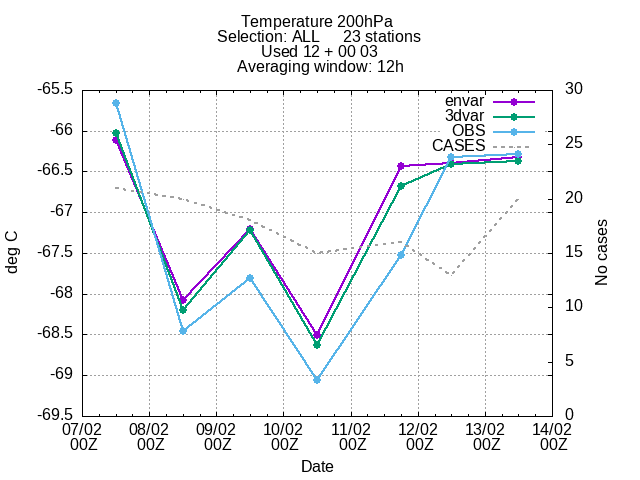 Temperature 200hPa
Selection: ALL     23 stations
Used 12 + 00 03
Averaging window: 12h
envar
3dvar
OBS
CASES
-65.5
-66
-66.5
-67
-67.5
-68
-68.5
-69
-69.5
30
25
20
15
10
5
0
deg C
No cases
07/02 08/02 09/02 10/02 11/02 12/02 13/02 14/02
00Z 00Z 00Z 00Z 00Z 00Z 00Z 00Z
Date